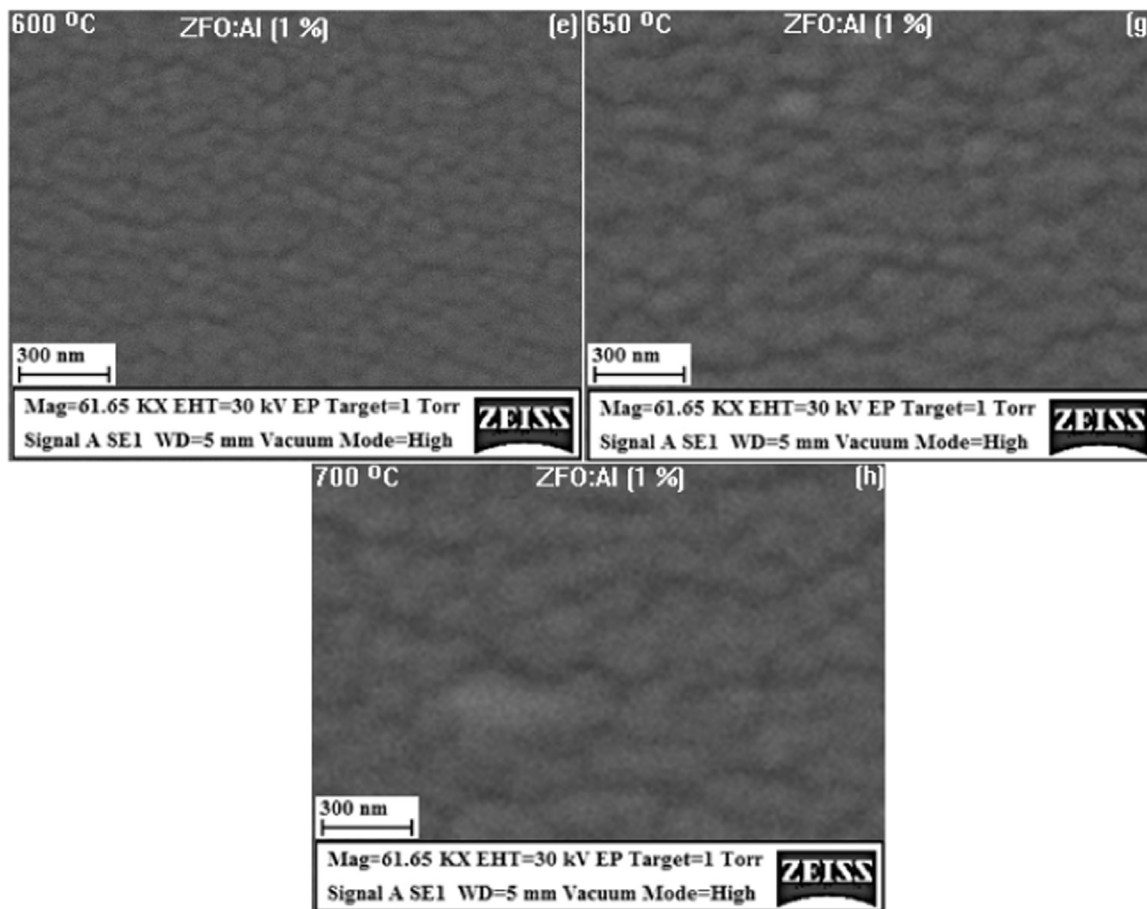 600 ⁰C ZFO:Al (1 %) (e)
300 nm
Mag=61.65 KX EHT=30 kV EP Target=1 Torr
Signal A SE1 WD=5 mm Vacuum Mode=High
ZEISS
650 ⁰C ZFO:Al (1 %) (g
300 nm
Mag=61.65 KX EHT=30 kV EP Target=1 Torr
Signal A SE1 WD=5 mm Vacuum Mode=High
ZEISS
700 ⁰C ZFO:Al (1 %) (h)
300 nm
Mag=61.65 KX EHT=30 kV EP Target=1 Torr
Signal A SE1 WD=5 mm Vacuum Mode=High
ZEISS